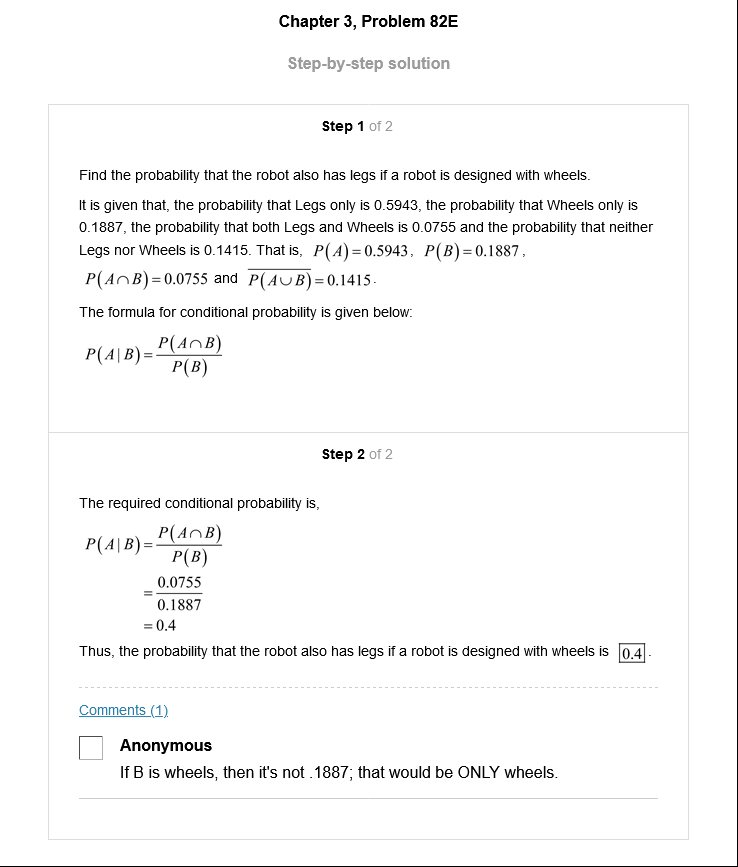 Chapter 3, Problem 82E
Step-by-step solution
Step 1 of 2
Find the probability that the robot also has legs if a robot is designed with wheels.
It is given that, the probability that Legs only is 0.5943, the probability that Wheels only is
0.1887, the probability that both Legs and Wheels is 0.0755 and the probability that neither
Legs nor Wheels is 0.1415. That is, P(A)=0.5943, P(B)=0.1887,
P(A∩B)=0.0755 and \overline{P(A∪B)}=0.1415.
The formula for conditional probability is given below:
P(A|B)=\frac{P(A∩B)}{P(B)}
Step 2 of 2
The required conditional probability is,
P(A|B)=\frac{P(A∩B)}{P(B)}
=\frac{0.0755}{0.1887}
=0.4
Thus, the probability that the robot also has legs if a robot is designed with wheels is 0.4.
Comments (1)
Anonymous
If B is wheels, then it's not .1887; that would be ONLY wheels.